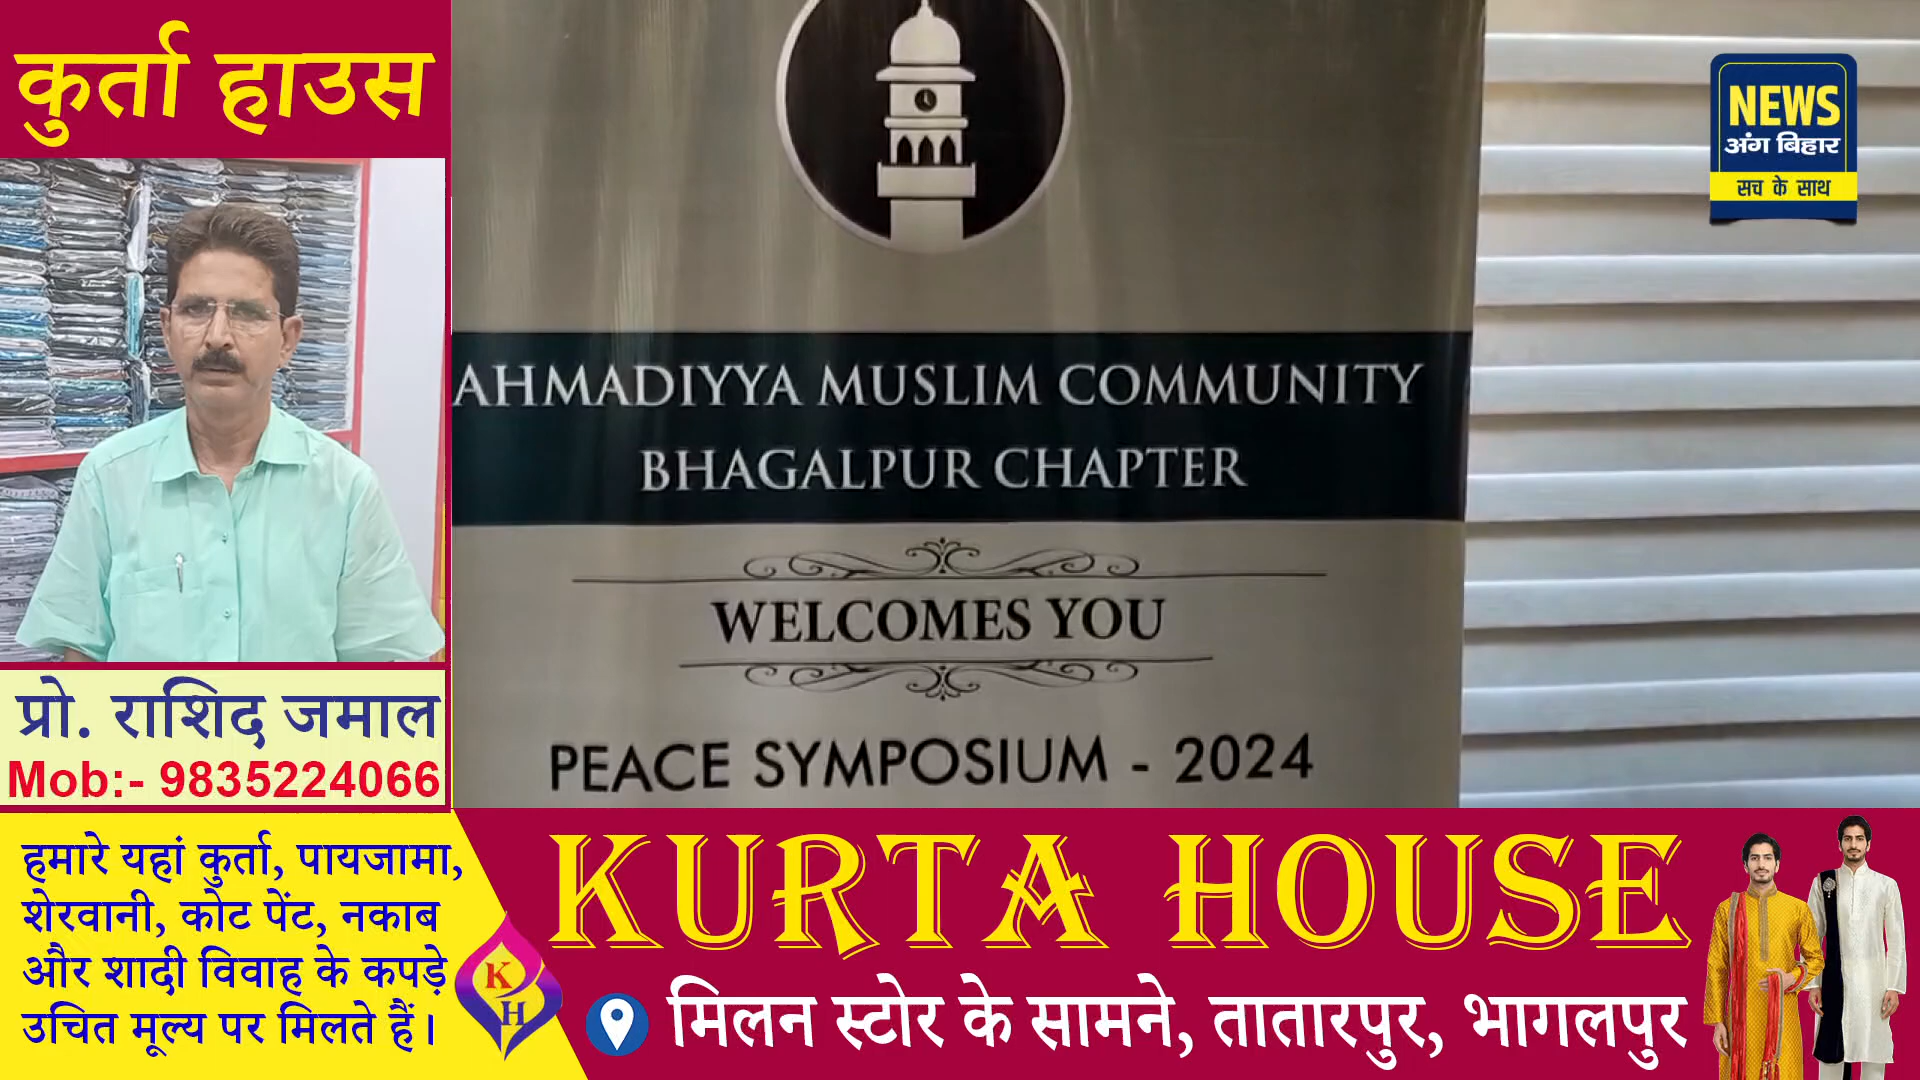 कुर्ता हाउस
NEWS
अंग बिहार
सच के साथ
AHMADIYYA MUSLIM COMMUNITY
BHAGALPUR CHAPTER
WELCOMES YOU
PEACE SYMPOSIUM - 2024
प्रो. राशिद जमाल
Mob:- 9835224066
हमारे यहां कुर्ता, पायजामा,
शेरवानी, कोट पेंट, नकाब
और शादी विवाह के कपड़े
उचित मूल्य पर मिलते हैं।
K
H
KURTA HOUSE
मिलन स्टोर के सामने, तातारपुर, भागलपुर